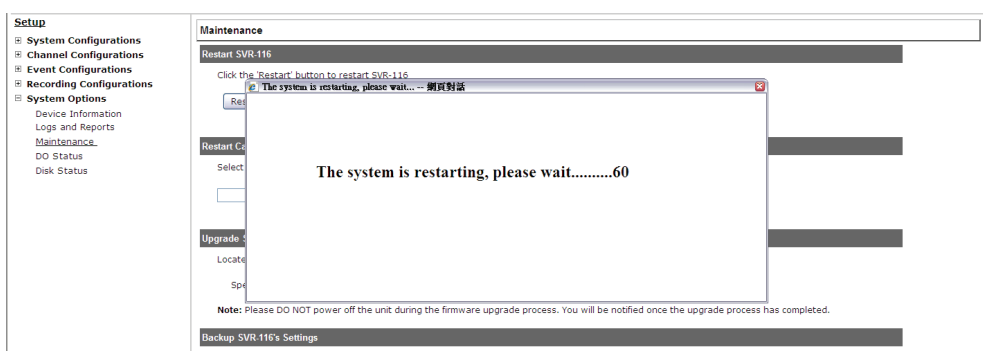 Setup
System Configurations
Channel Configurations
Event Configurations
Recording Configurations
System Options
Device Information
Logs and Reports
Maintenance
DO Status
Disk Status
Maintenance
Restart SVR-116
Click the 'Restart' button to restart SVR-116
The system is restarting, please wait... -- 網頁對話
Res
Restart Ca
Select
The system is restarting, please wait..........60
Upgrade S
Locate
Spe
Note: Please DO NOT power off the unit during the firmware upgrade process. You will be notified once the upgrade process has completed.
Backup SVR-116's Settings